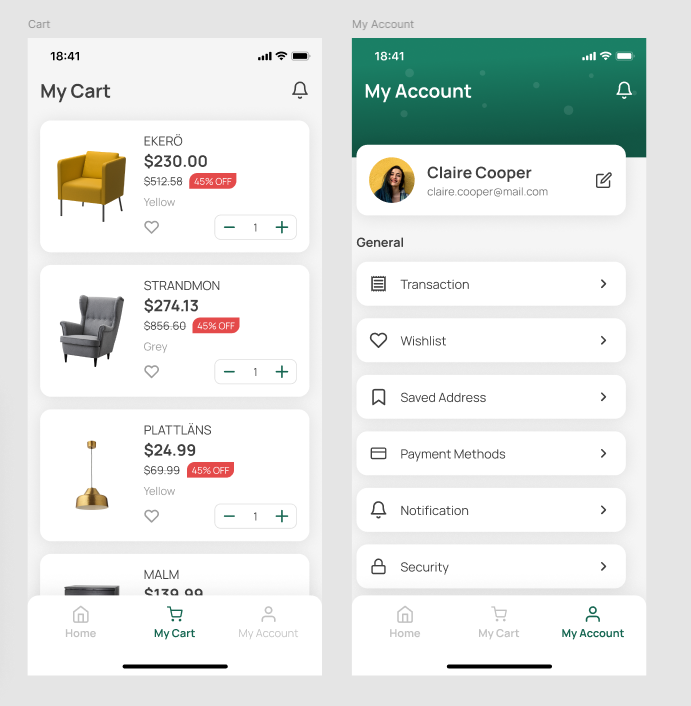 Cart
18:41
My Cart
EKERÖ
$230.00
$512.58 45% OFF
Yellow
1
STRANDMON
$274.13
$856.60 45% OFF
Grey
1
PLATTLÄNS
$24.99
$69.99 45% OFF
Yellow
1
MALM
$139.99
Home My Cart My Account
My Account
18:41
My Account
Claire Cooper
claire.cooper@mail.com
General
Transaction
Wishlist
Saved Address
Payment Methods
Notification
Security
Home My Cart My Account